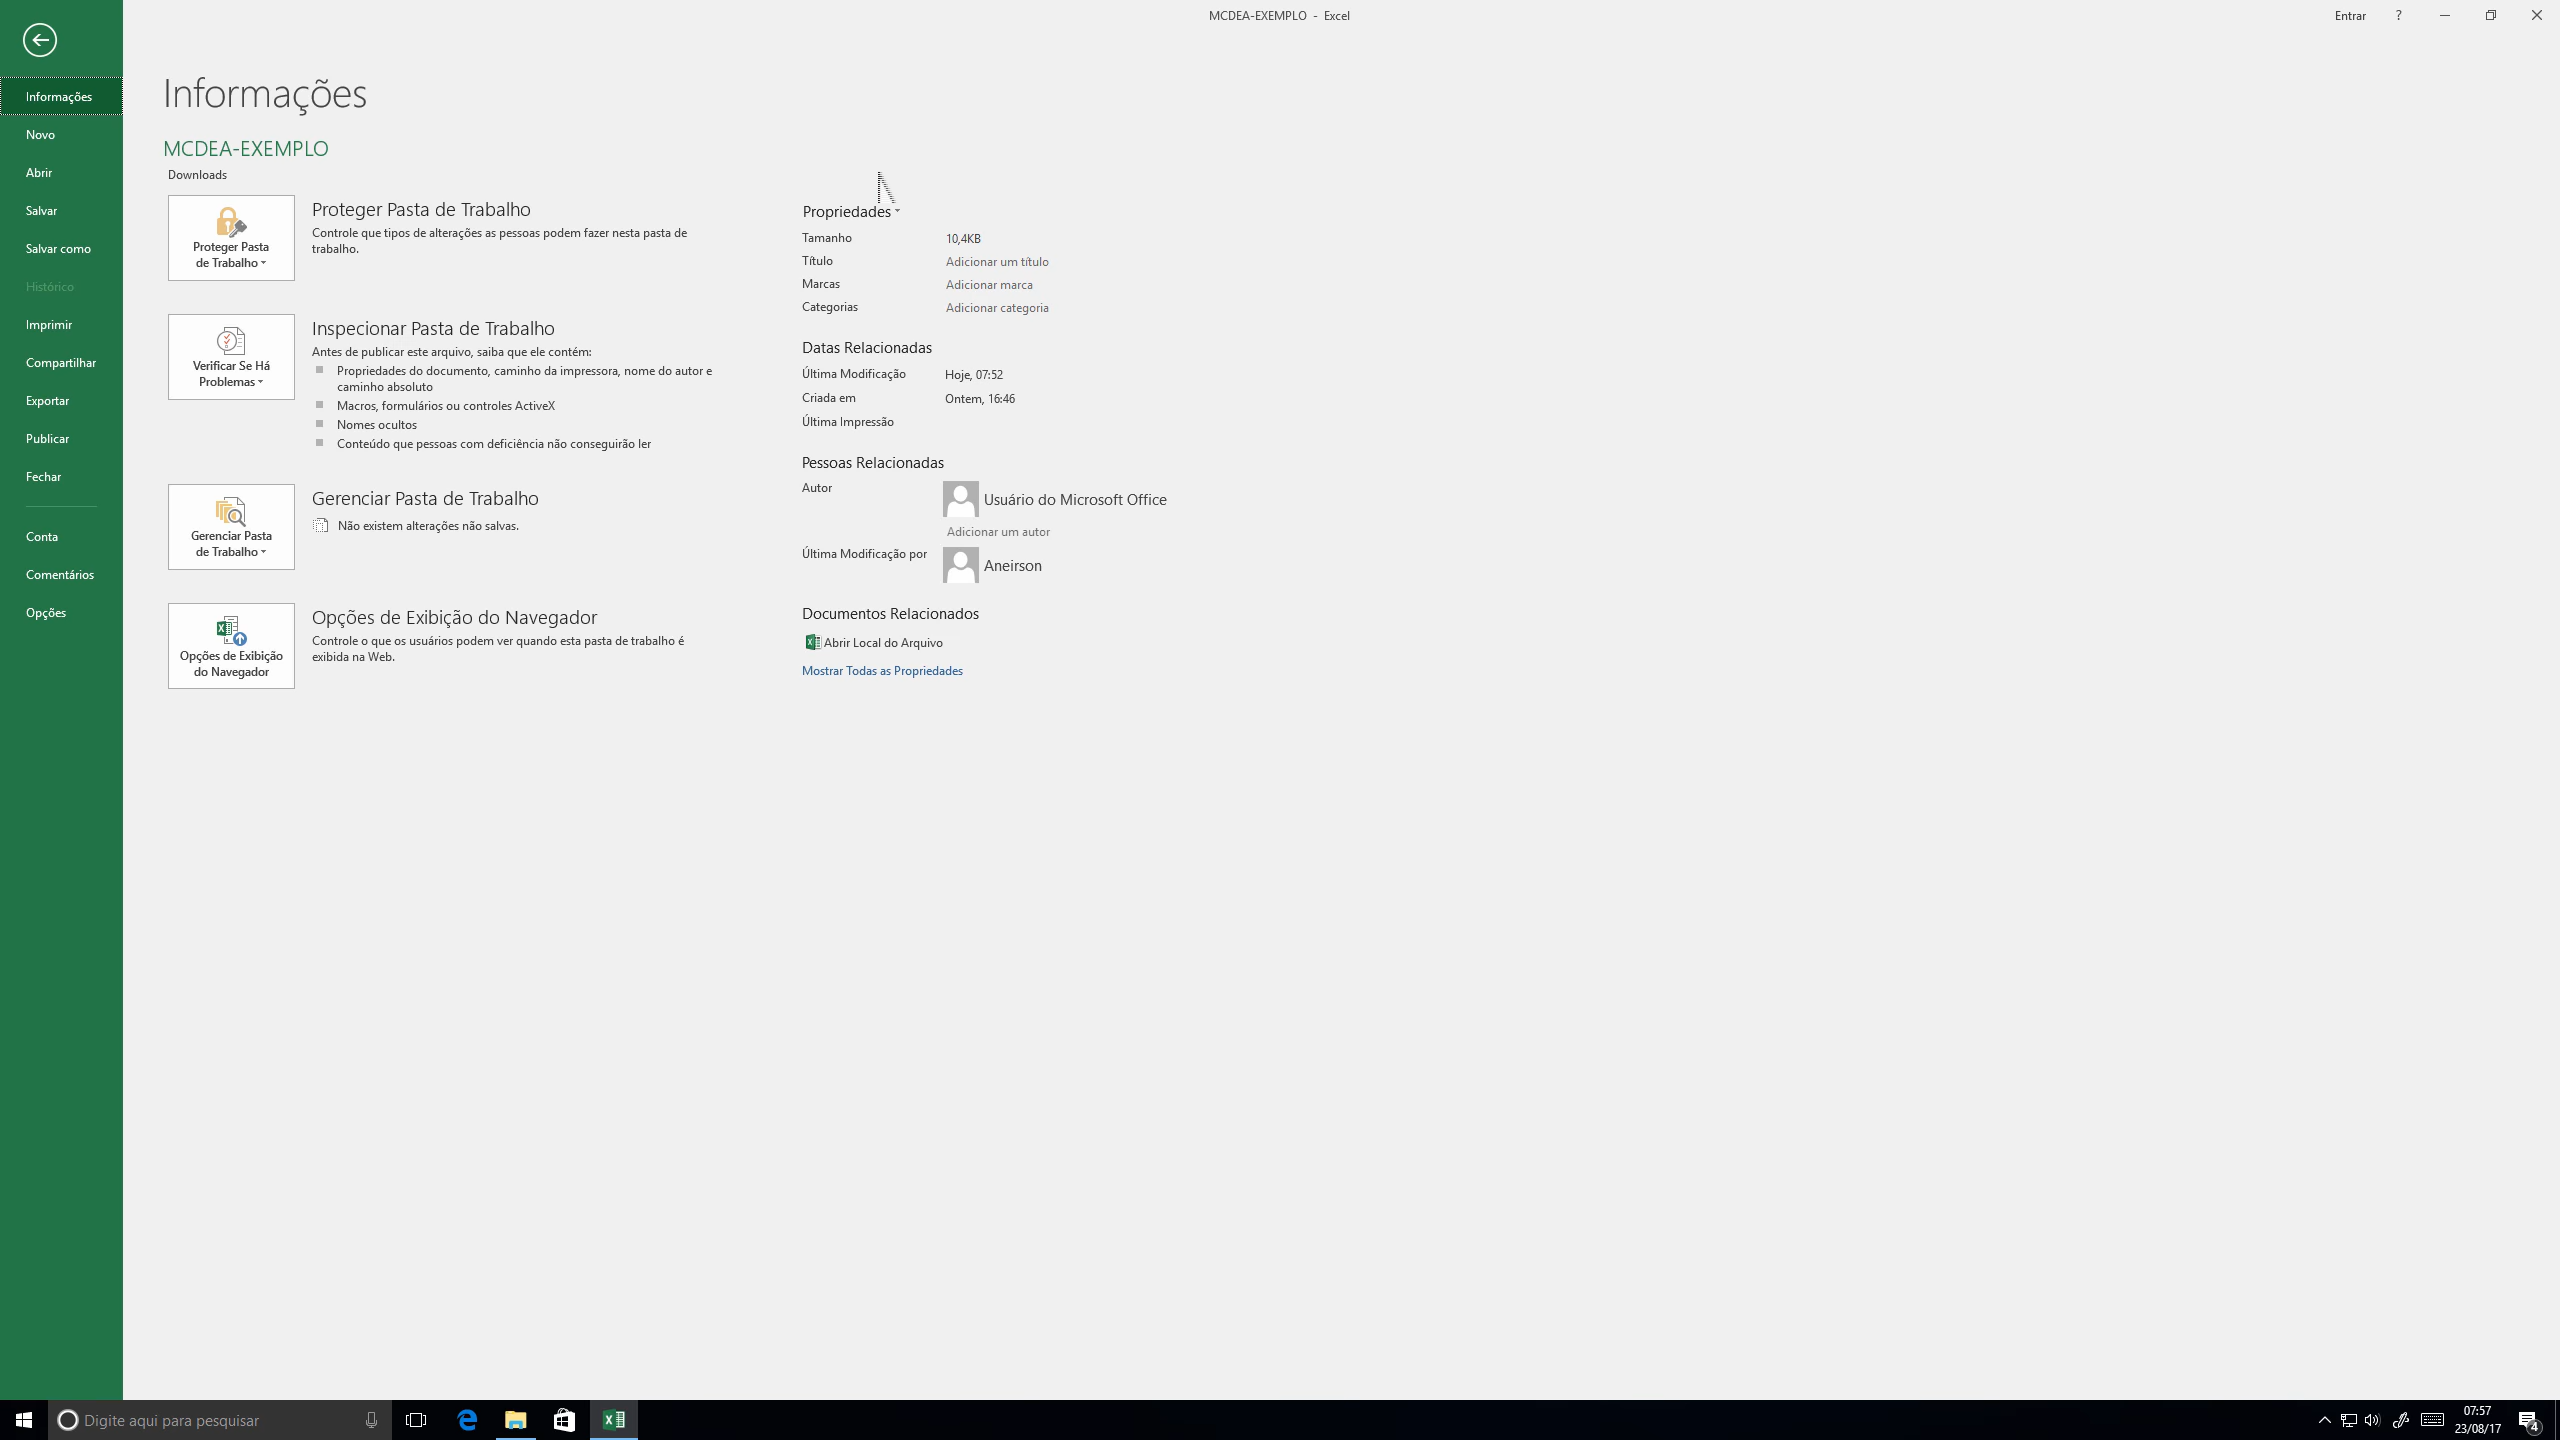 MCDEA-EXEMPLO - Excel
Entrar
?
Informações
Novo
Abrir
Salvar
Salvar como
Histórico
Imprimir
Compartilhar
Exportar
Publicar
Fechar
Conta
Comentários
Opções
Informações
MCDEA-EXEMPLO
Downloads
Proteger Pasta
de Trabalho
Proteger Pasta de Trabalho
Controle que tipos de alterações as pessoas podem fazer nesta pasta de
trabalho.
Verificar Se Há
Problemas
Inspecionar Pasta de Trabalho
Antes de publicar este arquivo, saiba que ele contém:
Propriedades do documento, caminho da impressora, nome do autor e
caminho absoluto
Macros, formulários ou controles ActiveX
Nomes ocultos
Conteúdo que pessoas com deficiência não conseguirão ler
Gerenciar Pasta
de Trabalho
Gerenciar Pasta de Trabalho
Não existem alterações não salvas.
Opções de Exibição
do Navegador
Opções de Exibição do Navegador
Controle o que os usuários podem ver quando esta pasta de trabalho é
exibida na Web.
Propriedades
Tamanho 10,4KB
Título Adicionar um título
Marcas Adicionar marca
Categorias Adicionar categoria
Datas Relacionadas
Última Modificação Hoje, 07:52
Criada em Ontem, 16:46
Última Impressão
Pessoas Relacionadas
Autor Usuário do Microsoft Office
Adicionar um autor
Última Modificação por Aneirson
Documentos Relacionados
Abrir Local do Arquivo
Mostrar Todas as Propriedades
Digite aqui para pesquisar
07:57
23/08/17
4